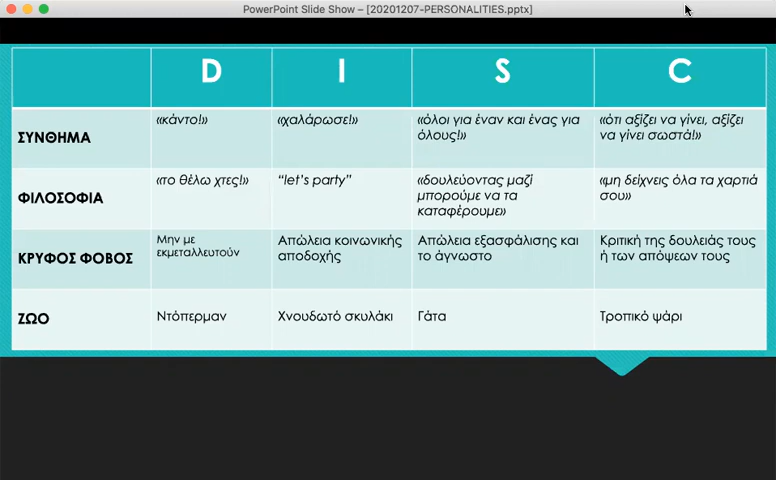 PowerPoint Slide Show – [20201207-PERSONALITIES.pptx]
D I S C
ΣΥΝΘΗΜΑ
«κάντο!»
«χαλάρωσε!»
«όλοι για έναν και ένας για
όλους!»
«ότι αξίζει να γίνει, αξίζει
να γίνει σωστά!»
ΦΙΛΟΣΟΦΙΑ
«το θέλω χτες!»
“let’s party”
«δουλεύοντας μαζί
μπορούμε να τα
καταφέρουμε»
«μη δείχνεις όλα τα χαρτιά
σου»
ΚΡΥΦΟΣ ΦΟΒΟΣ
Μην με
εκμεταλλευτούν
Απώλεια κοινωνικής
αποδοχής
Απώλεια εξασφάλισης και
το άγνωστο
Κριτική της δουλειάς τους
ή των απόψεων τους
ΖΩΟ
Ντόπερμαν
Χνουδωτό σκυλάκι
Γάτα
Τροπικό ψάρι